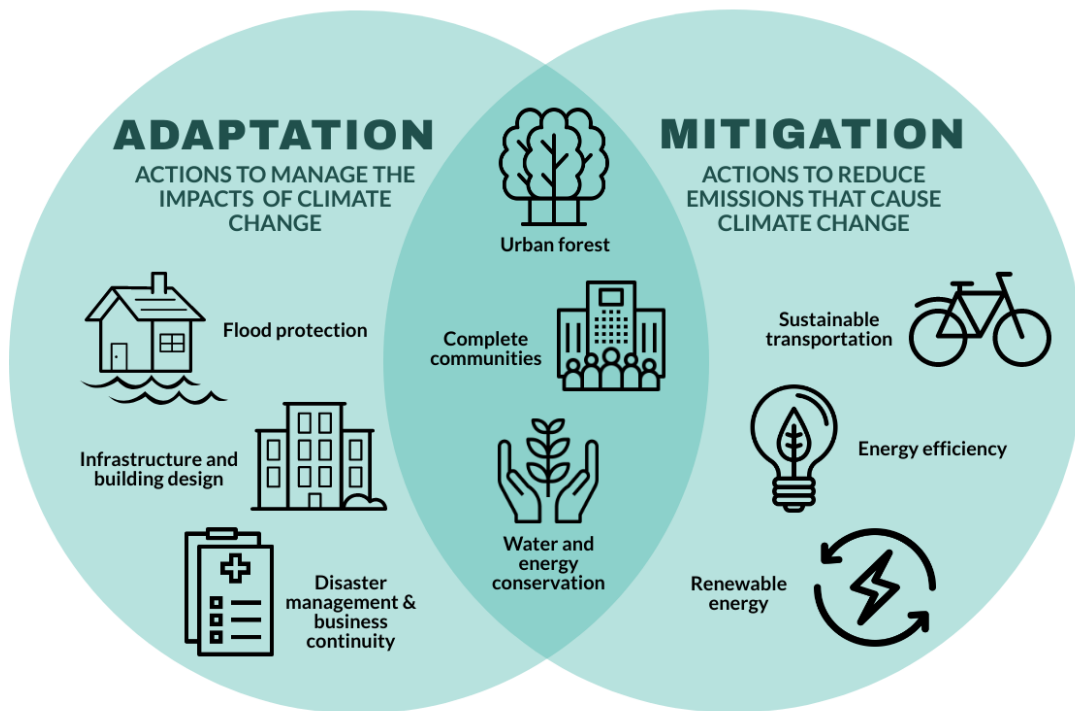 ADAPTATION
ACTIONS TO MANAGE THE
IMPACTS OF CLIMATE
CHANGE
Flood protection
Infrastructure and
building design
Disaster
management &
business
continuity
Urban forest
Complete
communities
Water and
energy
conservation
MITIGATION
ACTIONS TO REDUCE
EMISSIONS THAT CAUSE
CLIMATE CHANGE
Sustainable
transportation
Energy efficiency
Renewable
energy